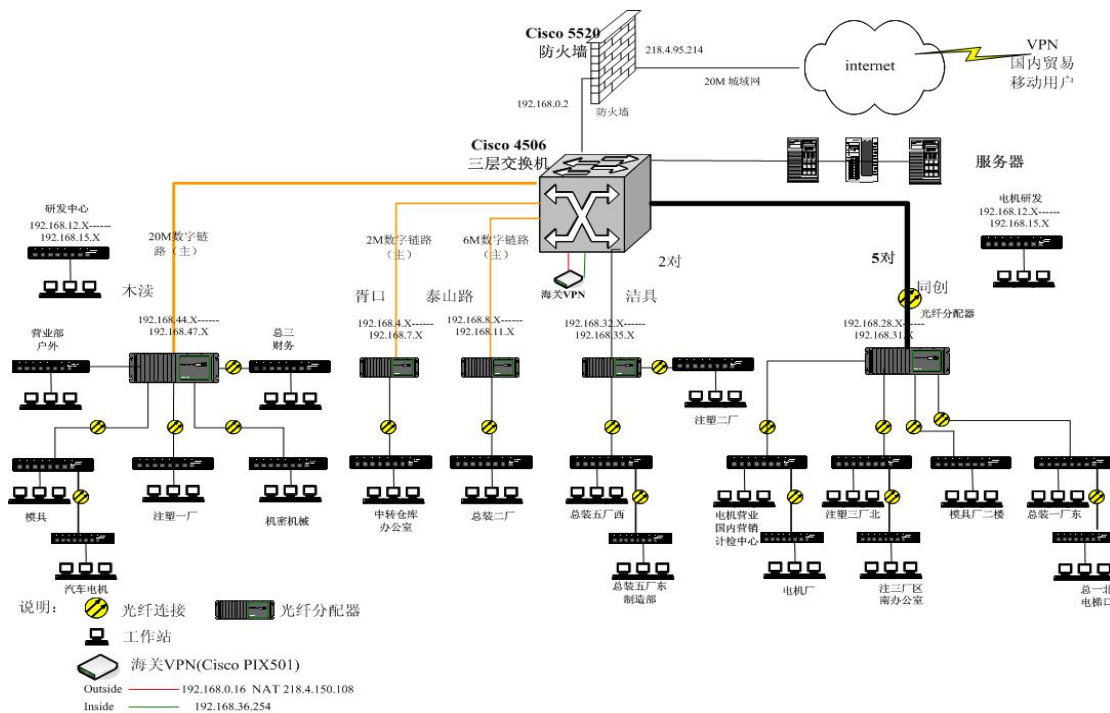 Cisco 5520
防火墙
218.4.95.214
internet
VPN
国内贸易
移动用户
20M 城域网
192.168.0.2
防火墙
Cisco 4506
三层交换机
服务器
研发中心
192.168.12.X------
192.168.15.X
电机研发
192.168.12.X------
192.168.15.X
20M数字链
路（主）
2M数字链路
（主）
6M数字链路
（主）
2对
5对
海关VPN
木渎
胥口
泰山路
洁具
同创
光纤分配器
192.168.44.X------
192.168.47.X
192.168.4.X------
192.168.7.X
192.168.8.X------
192.168.11.X
192.168.32.X------
192.168.35.X
192.168.28.X------
192.168.31.X
营业部
户外
总三
财务
注塑二厂
模具
注塑一厂
机密机械
中转仓库
办公室
总装二厂
总装五厂西
电机营业
国内营销
计检中心
注塑三厂北
模具厂二楼
总装一厂东
汽车电机
总装五厂东
制造部
电机厂
注三厂区
南办公室
总一北
电梯口
说明：
光纤连接
光纤分配器
工作站
海关VPN(Cisco PIX501)
Outside
192.168.0.16 NAT 218.4.150.108
Inside
192.168.36.254